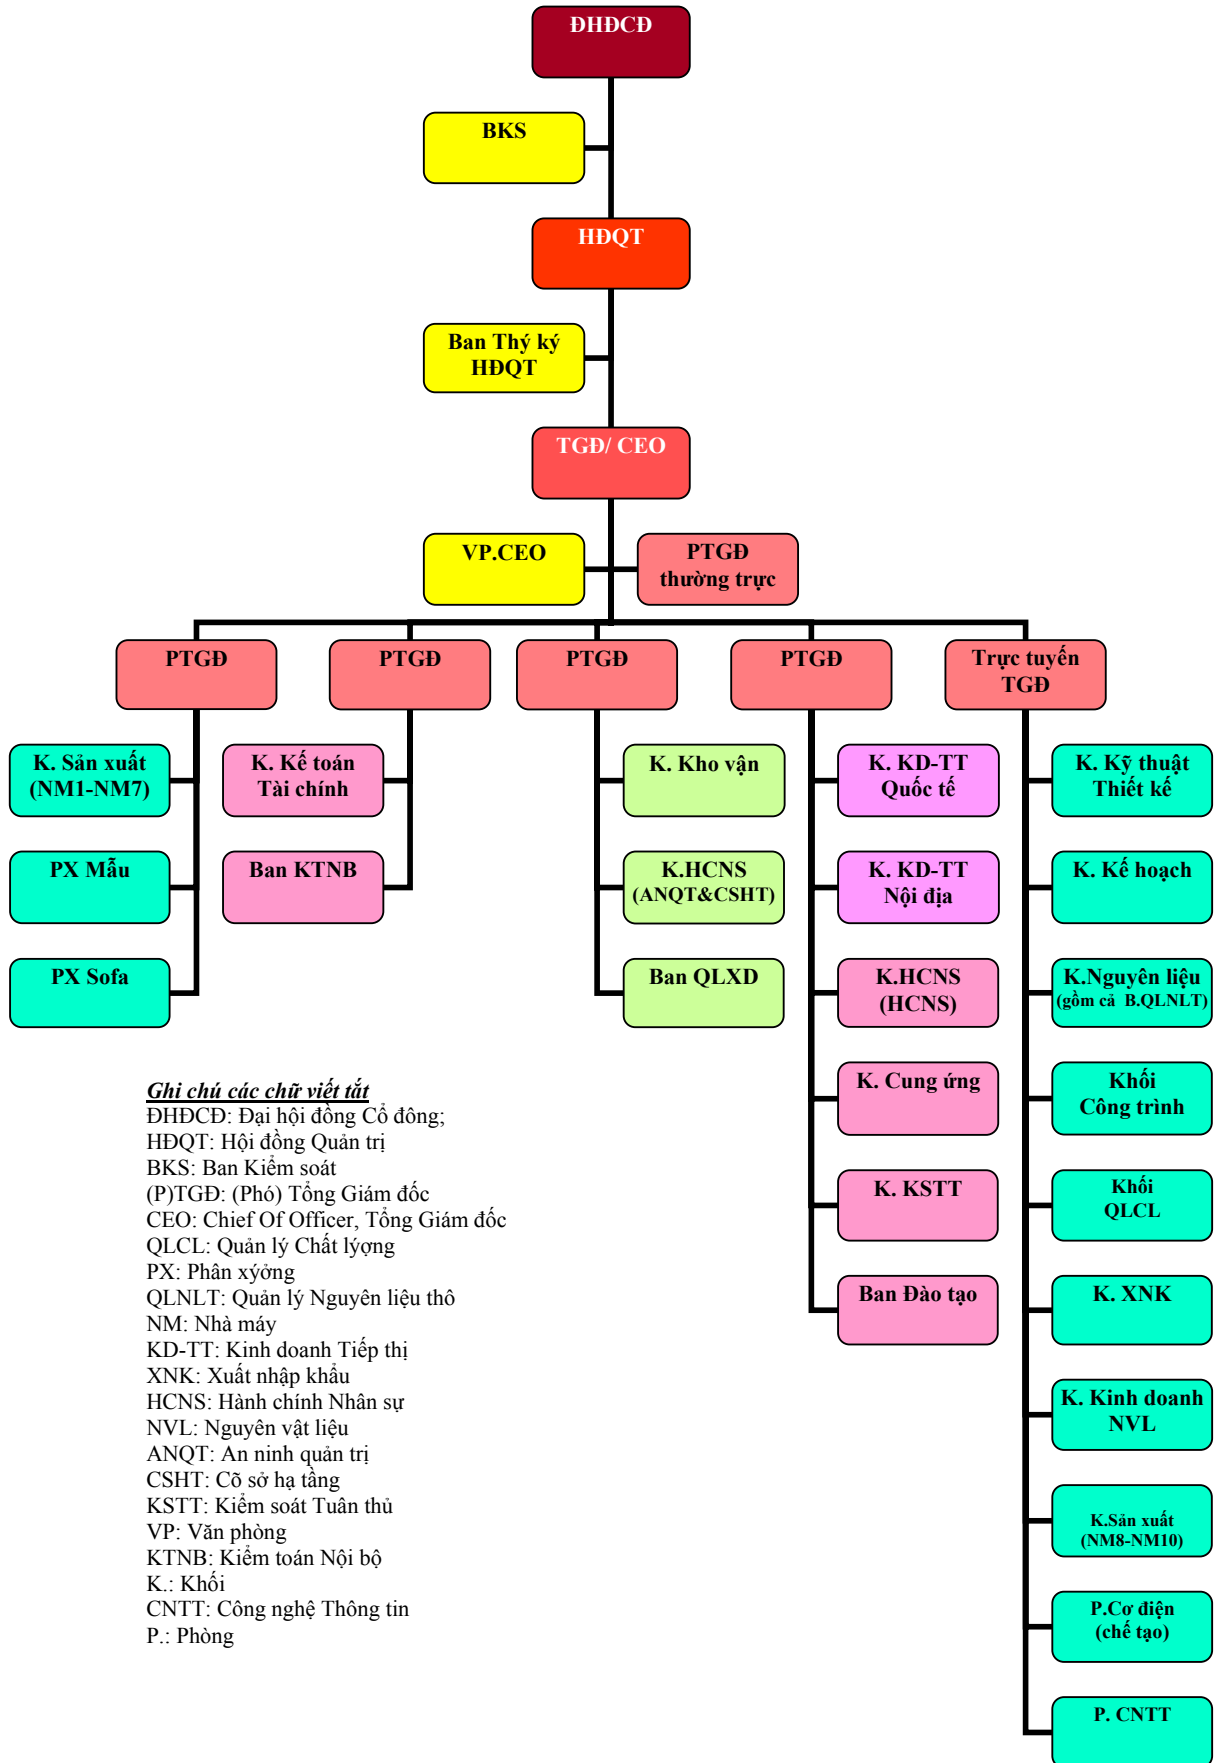 ĐHĐCĐ
BKS
HĐQT
Ban Thý ký
HĐQT
TGĐ/ CEO
VP.CEO
PTGĐ
thường trực
PTGĐ
PTGĐ
PTGĐ
PTGĐ
Trực tuyến
TGĐ
K. Sản xuất
(NM1-NM7)
PX Mẫu
PX Sofa
K. Kế toán
Tài chính
Ban KTNB
K. Kho vận
K.HCNS
(ANQT&CSHT)
Ban QLXD
K. KD-TT
Quốc tế
K. KD-TT
Nội địa
K.HCNS
(HCNS)
K. Cung ứng
K. KSTT
Ban Đào tạo
K. Kỹ thuật
Thiết kế
K. Kế hoạch
K.Nguyên liệu
(gồm cả B.QLNLT)
Khối
Công trình
Khối
QLCL
K. XNK
K. Kinh doanh
NVL
K.Sản xuất
(NM8-NM10)
P.Cơ điện
(chế tạo)
P. CNTT
Ghi chú các chữ viết tắt
ĐHĐCĐ: Đại hội đồng Cổ đông;
HĐQT: Hội đồng Quản trị
BKS: Ban Kiểm soát
(P)TGĐ: (Phó) Tổng Giám đốc
CEO: Chief Of Officer, Tổng Giám đốc
QLCL: Quản lý Chất lýợng
PX: Phân xýởng
QLNLT: Quản lý Nguyên liệu thô
NM: Nhà máy
KD-TT: Kinh doanh Tiếp thị
XNK: Xuất nhập khẩu
HCNS: Hành chính Nhân sự
NVL: Nguyên vật liệu
ANQT: An ninh quản trị
CSHT: Cõ sở hạ tầng
KSTT: Kiểm soát Tuân thủ
VP: Văn phòng
KTNB: Kiểm toán Nội bộ
K.: Khối
CNTT: Công nghệ Thông tin
P.: Phòng